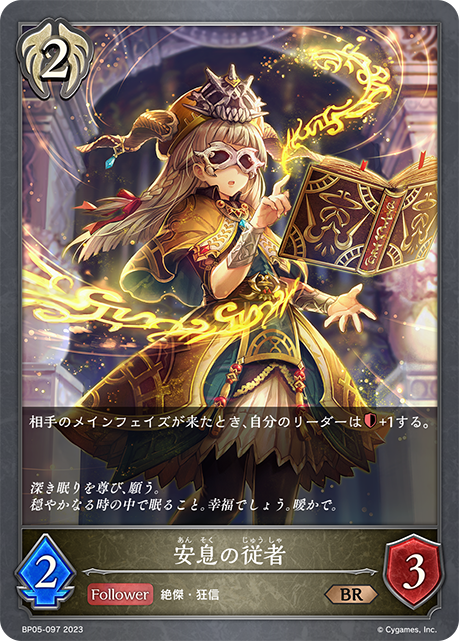 2
相手のメインフェイズが来たとき、自分のリーダーは+1する。
深き眠りを尊び、願う。
穏やかなる時の中で眠ること。幸福でしょう。暖かで。
あん そく じゅう しゃ
安息の従者
2
Follower
絶傑・狂信
BR
3
BP05-097 2023
© Cygames, Inc.